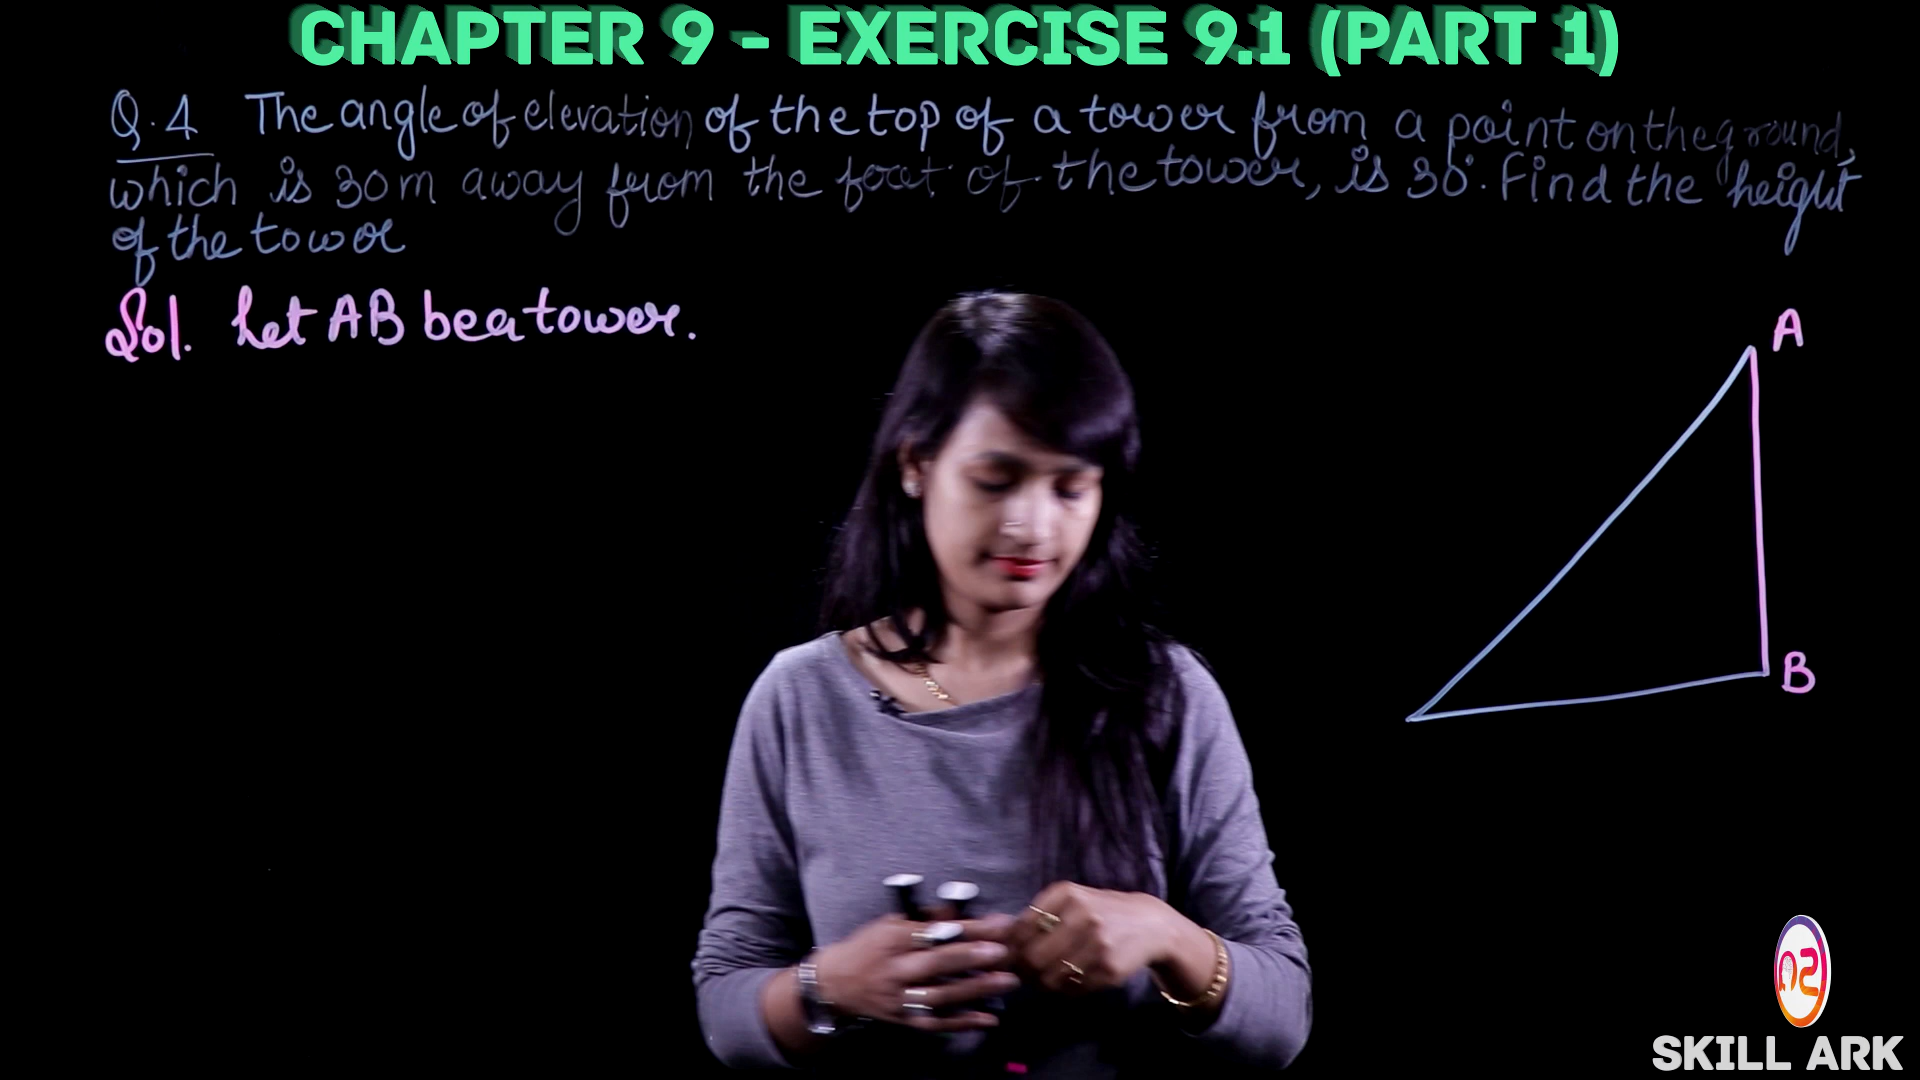 CHAPTER 9 - EXERCISE 9.1 (PART 1)
Q.4 The angle of elevation of the top of a tower from a point on the ground,
which is 30m away from the foot of the tower, is 30°. Find the height
of the tower
Sol. Let AB be a tower.
A
B
SKILL ARK